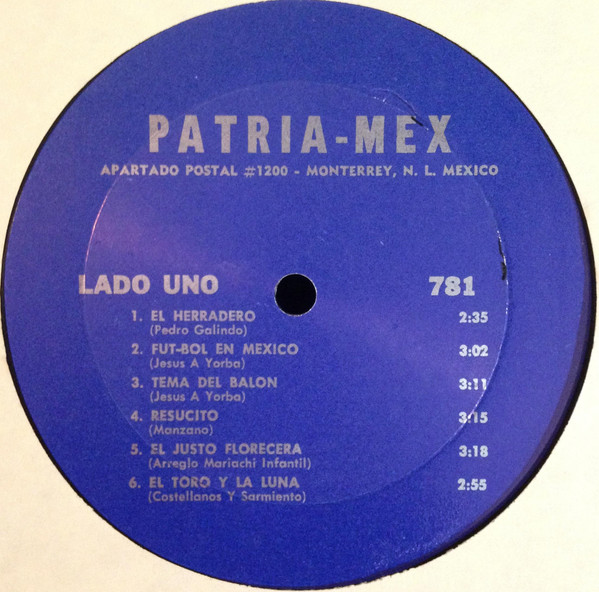 PATRIA-MEX
APARTADO POSTAL #1200 - MONTERREY, N. L. MEXICO
LADO UNO 781
1. EL HERRADERO 2:35
(Pedro Galindo)
2. FUT-BOL EN MEXICO 3:02
(Jesus A Yorba)
3. TEMA DEL BALON 3:11
(Jesus A Yorba)
4. RESUCITO 3:15
(Manzano)
5. EL JUSTO FLORECERA 3:18
(Arreglo Mariachi Infantil)
6. EL TORO Y LA LUNA 2:55
(Costellanos Y Sarmiento)